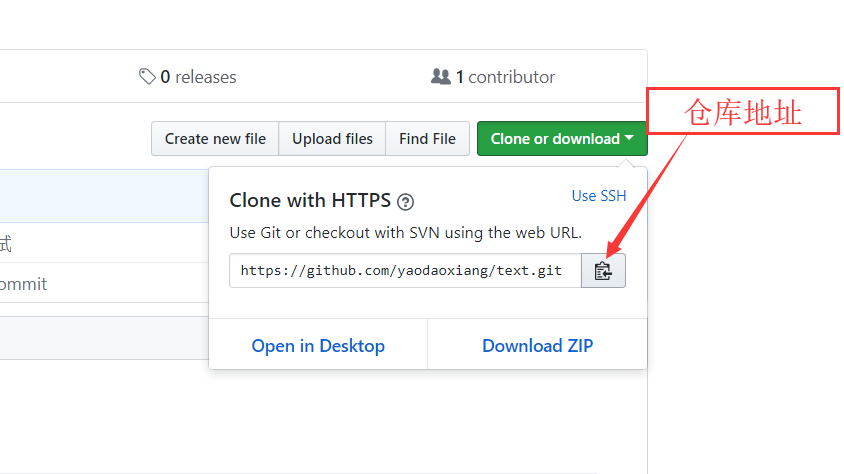 0 releases
1 contributor
仓库地址
Create new file
Upload files
Find File
Clone or download
Clone with HTTPS
Use SSH
Use Git or checkout with SVN using the web URL.
试
ommit
https://github.com/yaodaoxiang/text.git
Open in Desktop
Download ZIP